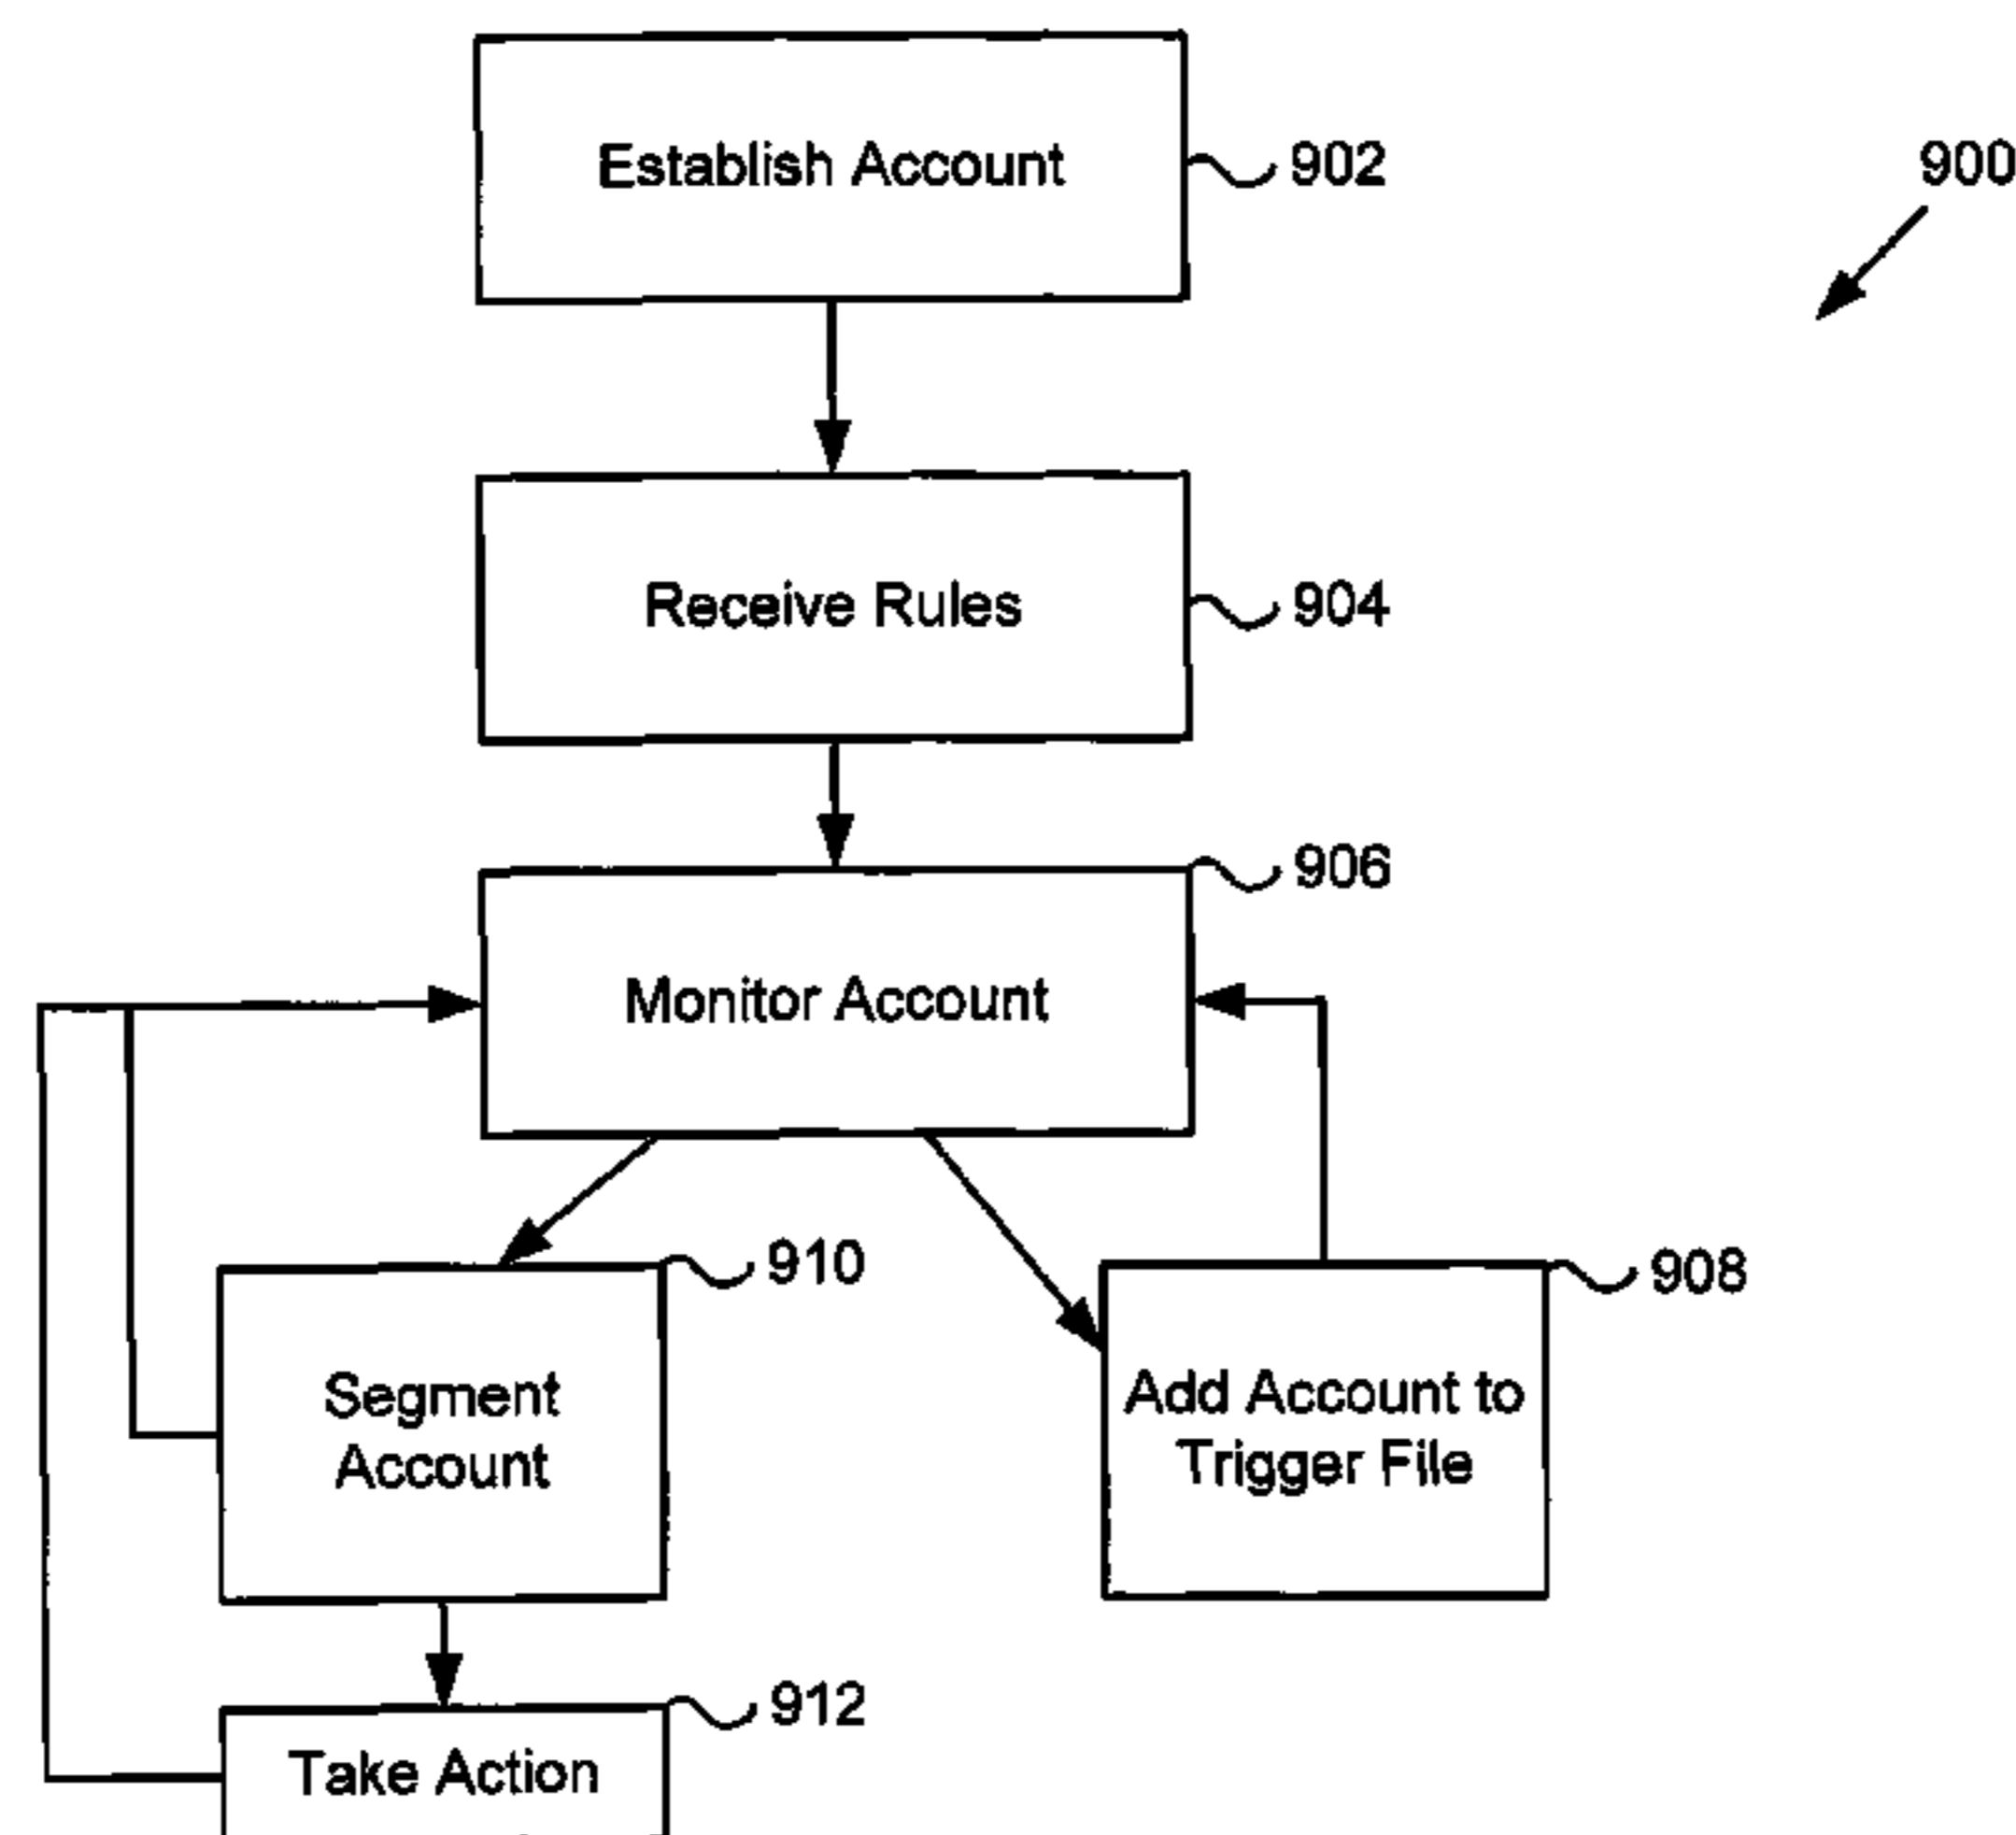 Establish Account
902
900
Receive Rules
904
906
Monitor Account
910
908
Segment
Account
Add Account to
Trigger File
912
Take Action